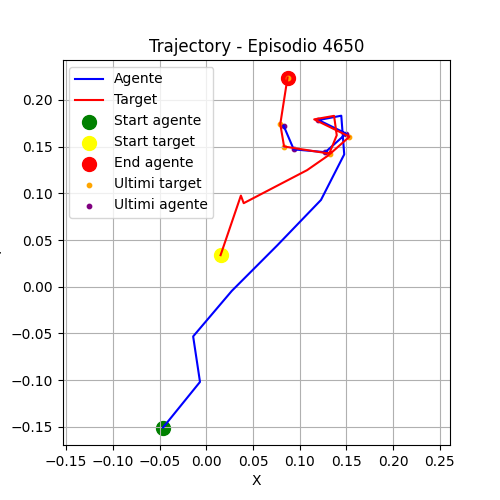 Trajectory - Episodio 4650
Agente
Target
Start agente
Start target
End agente
Ultimi target
Ultimi agente
0.20
0.15
0.10
0.05
0.00
−0.05
−0.10
−0.15
−0.15 −0.10 −0.05 0.00 0.05 0.10 0.15 0.20 0.25
X